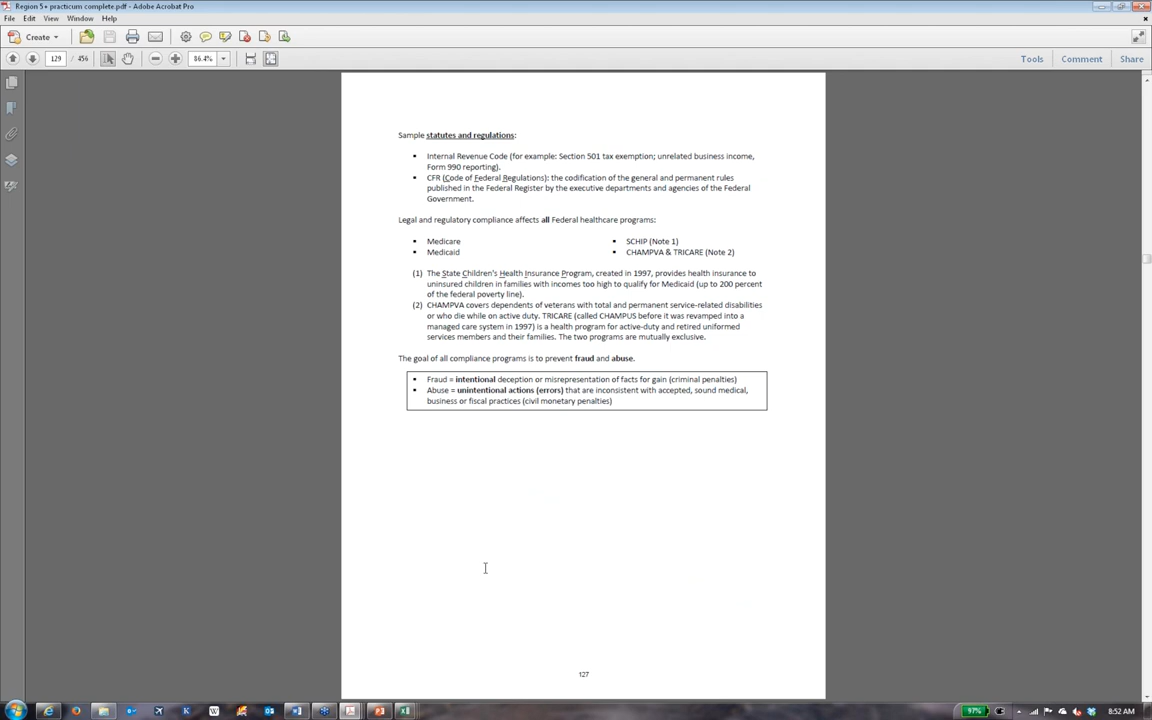 Region 5+ practicum complete.pdf - Adobe Acrobat Pro
File Edit View Window Help
Create
129 / 456 86.4%
Tools Comment Share
Sample statutes and regulations:
▪ Internal Revenue Code (for example: Section 501 tax exemption; unrelated business income,
Form 990 reporting).
▪ CFR (Code of Federal Regulations): the codification of the general and permanent rules
published in the Federal Register by the executive departments and agencies of the Federal
Government.
Legal and regulatory compliance affects all Federal healthcare programs:
▪ Medicare ▪ SCHIP (Note 1)
▪ Medicaid ▪ CHAMPVA & TRICARE (Note 2)
(1) The State Children's Health Insurance Program, created in 1997, provides health insurance to
uninsured children in families with incomes too high to qualify for Medicaid (up to 200 percent
of the federal poverty line).
(2) CHAMPVA covers dependents of veterans with total and permanent service-related disabilities
or who die while on active duty. TRICARE (called CHAMPUS before it was revamped into a
managed care system in 1997) is a health program for active-duty and retired uniformed
services members and their families. The two programs are mutually exclusive.
The goal of all compliance programs is to prevent fraud and abuse.
▪ Fraud = intentional deception or misrepresentation of facts for gain (criminal penalties)
▪ Abuse = unintentional actions (errors) that are inconsistent with accepted, sound medical,
business or fiscal practices (civil monetary penalties)
127
97% 8:52 AM